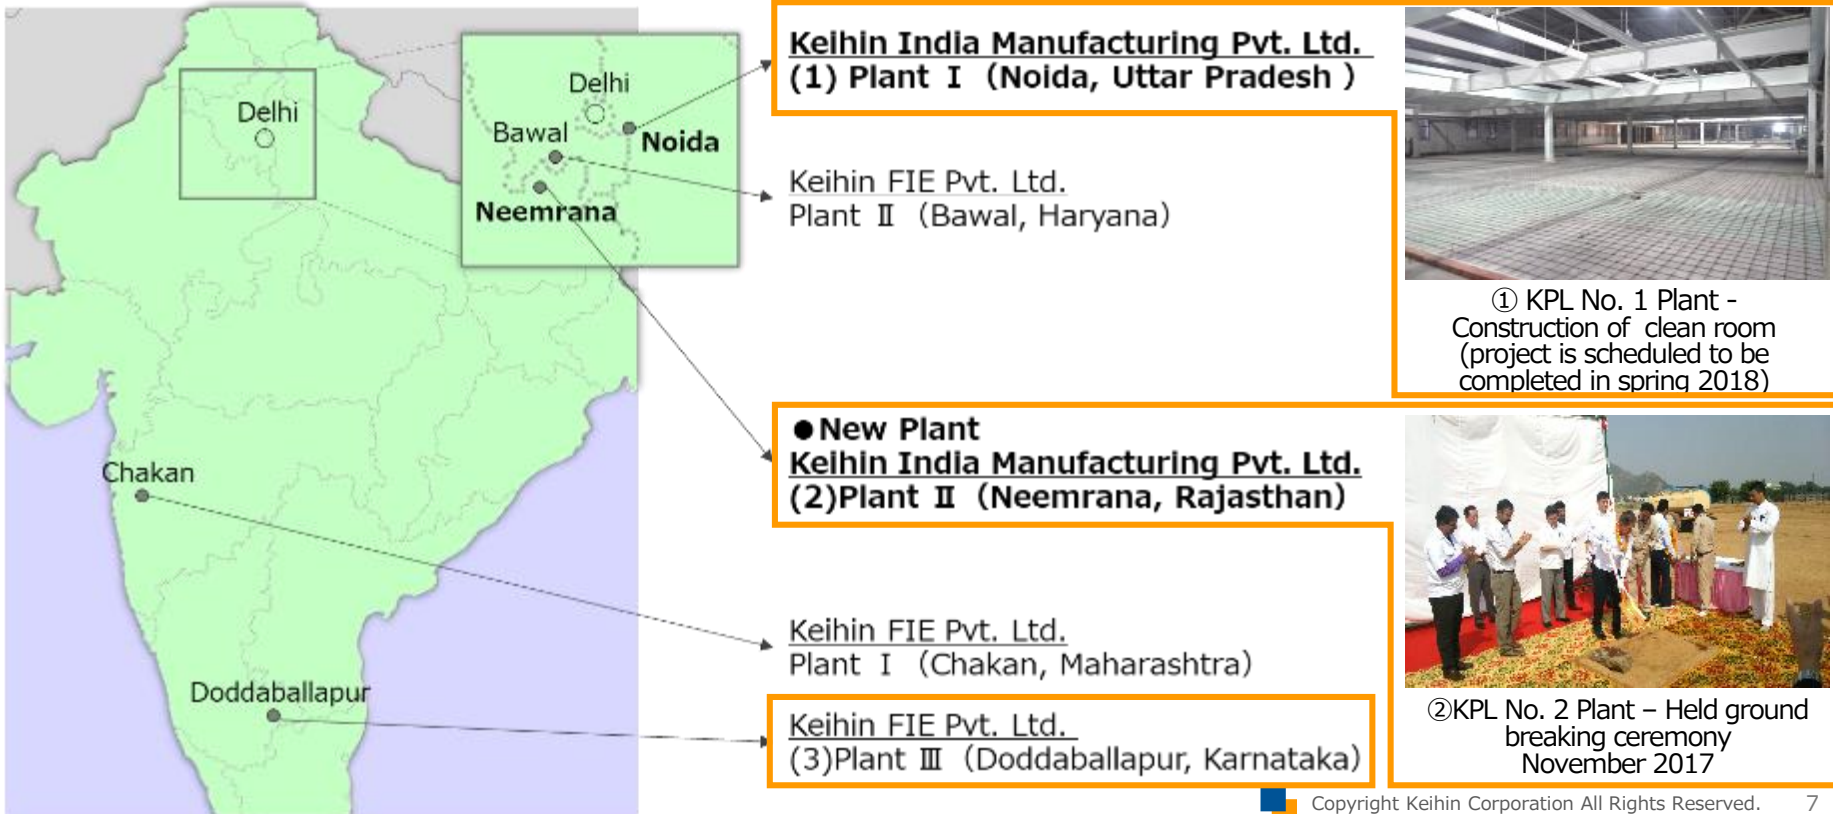 Delhi
Delhi
Bawal
Noida
Neemrana
Chakan
Doddaballapur
Keihin India Manufacturing Pvt. Ltd.
(1) Plant Ⅰ (Noida, Uttar Pradesh )
Keihin FIE Pvt. Ltd.
Plant Ⅱ (Bawal, Haryana)
●New Plant
Keihin India Manufacturing Pvt. Ltd.
(2)Plant Ⅱ (Neemrana, Rajasthan)
Keihin FIE Pvt. Ltd.
Plant Ⅰ (Chakan, Maharashtra)
Keihin FIE Pvt. Ltd.
(3)Plant Ⅲ (Doddaballapur, Karnataka)
① KPL No. 1 Plant -
Construction of clean room
(project is scheduled to be
completed in spring 2018)
②KPL No. 2 Plant – Held ground
breaking ceremony
November 2017
Copyright Keihin Corporation All Rights Reserved. 7